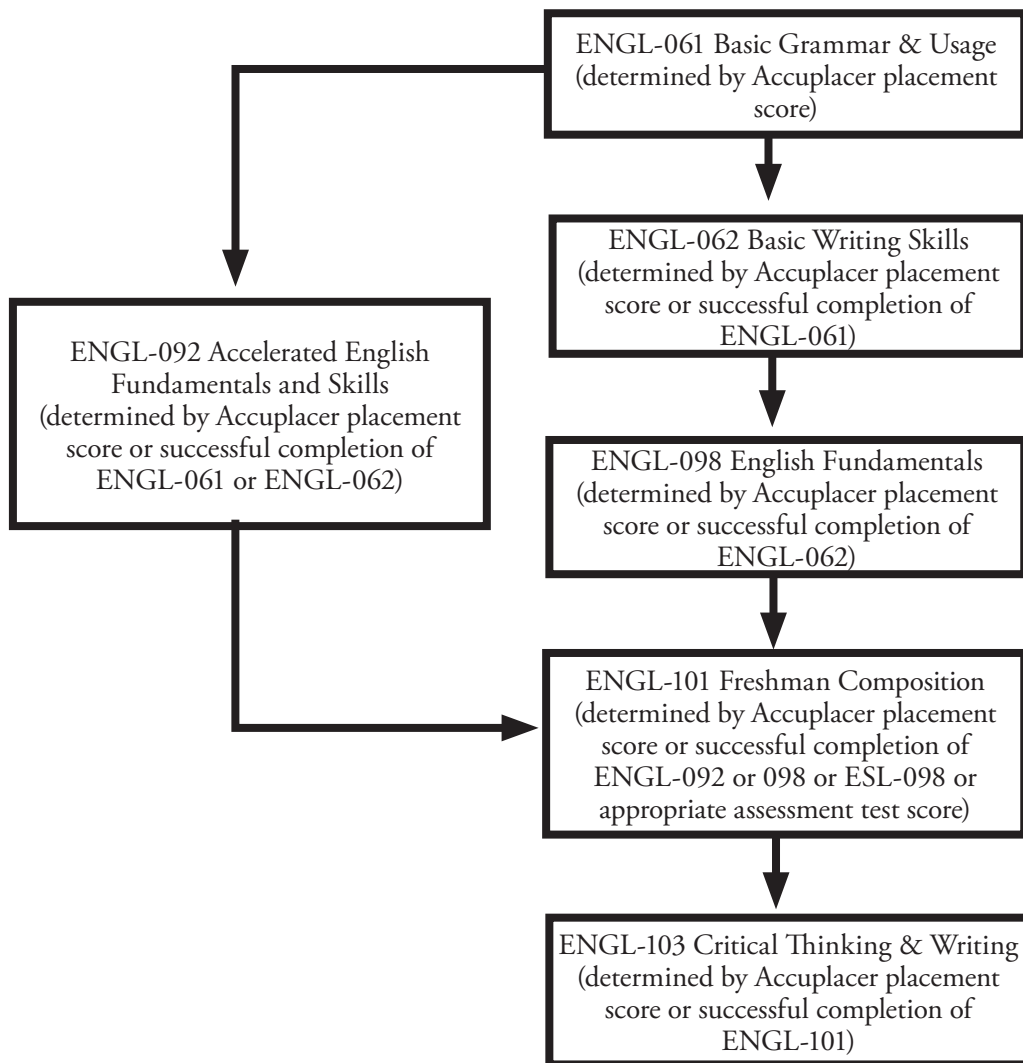 ENGL-061 Basic Grammar & Usage
(determined by Accuplacer placement
score)
ENGL-062 Basic Writing Skills
(determined by Accuplacer placement
score or successful completion of
ENGL-061)
ENGL-092 Accelerated English
Fundamentals and Skills
(determined by Accuplacer placement
score or successful completion of
ENGL-061 or ENGL-062)
ENGL-098 English Fundamentals
(determined by Accuplacer placement
score or successful completion of
ENGL-062)
ENGL-101 Freshman Composition
(determined by Accuplacer placement
score or successful completion of
ENGL-092 or 098 or ESL-098 or
appropriate assessment test score)
ENGL-103 Critical Thinking & Writing
(determined by Accuplacer placement
score or successful completion of
ENGL-101)